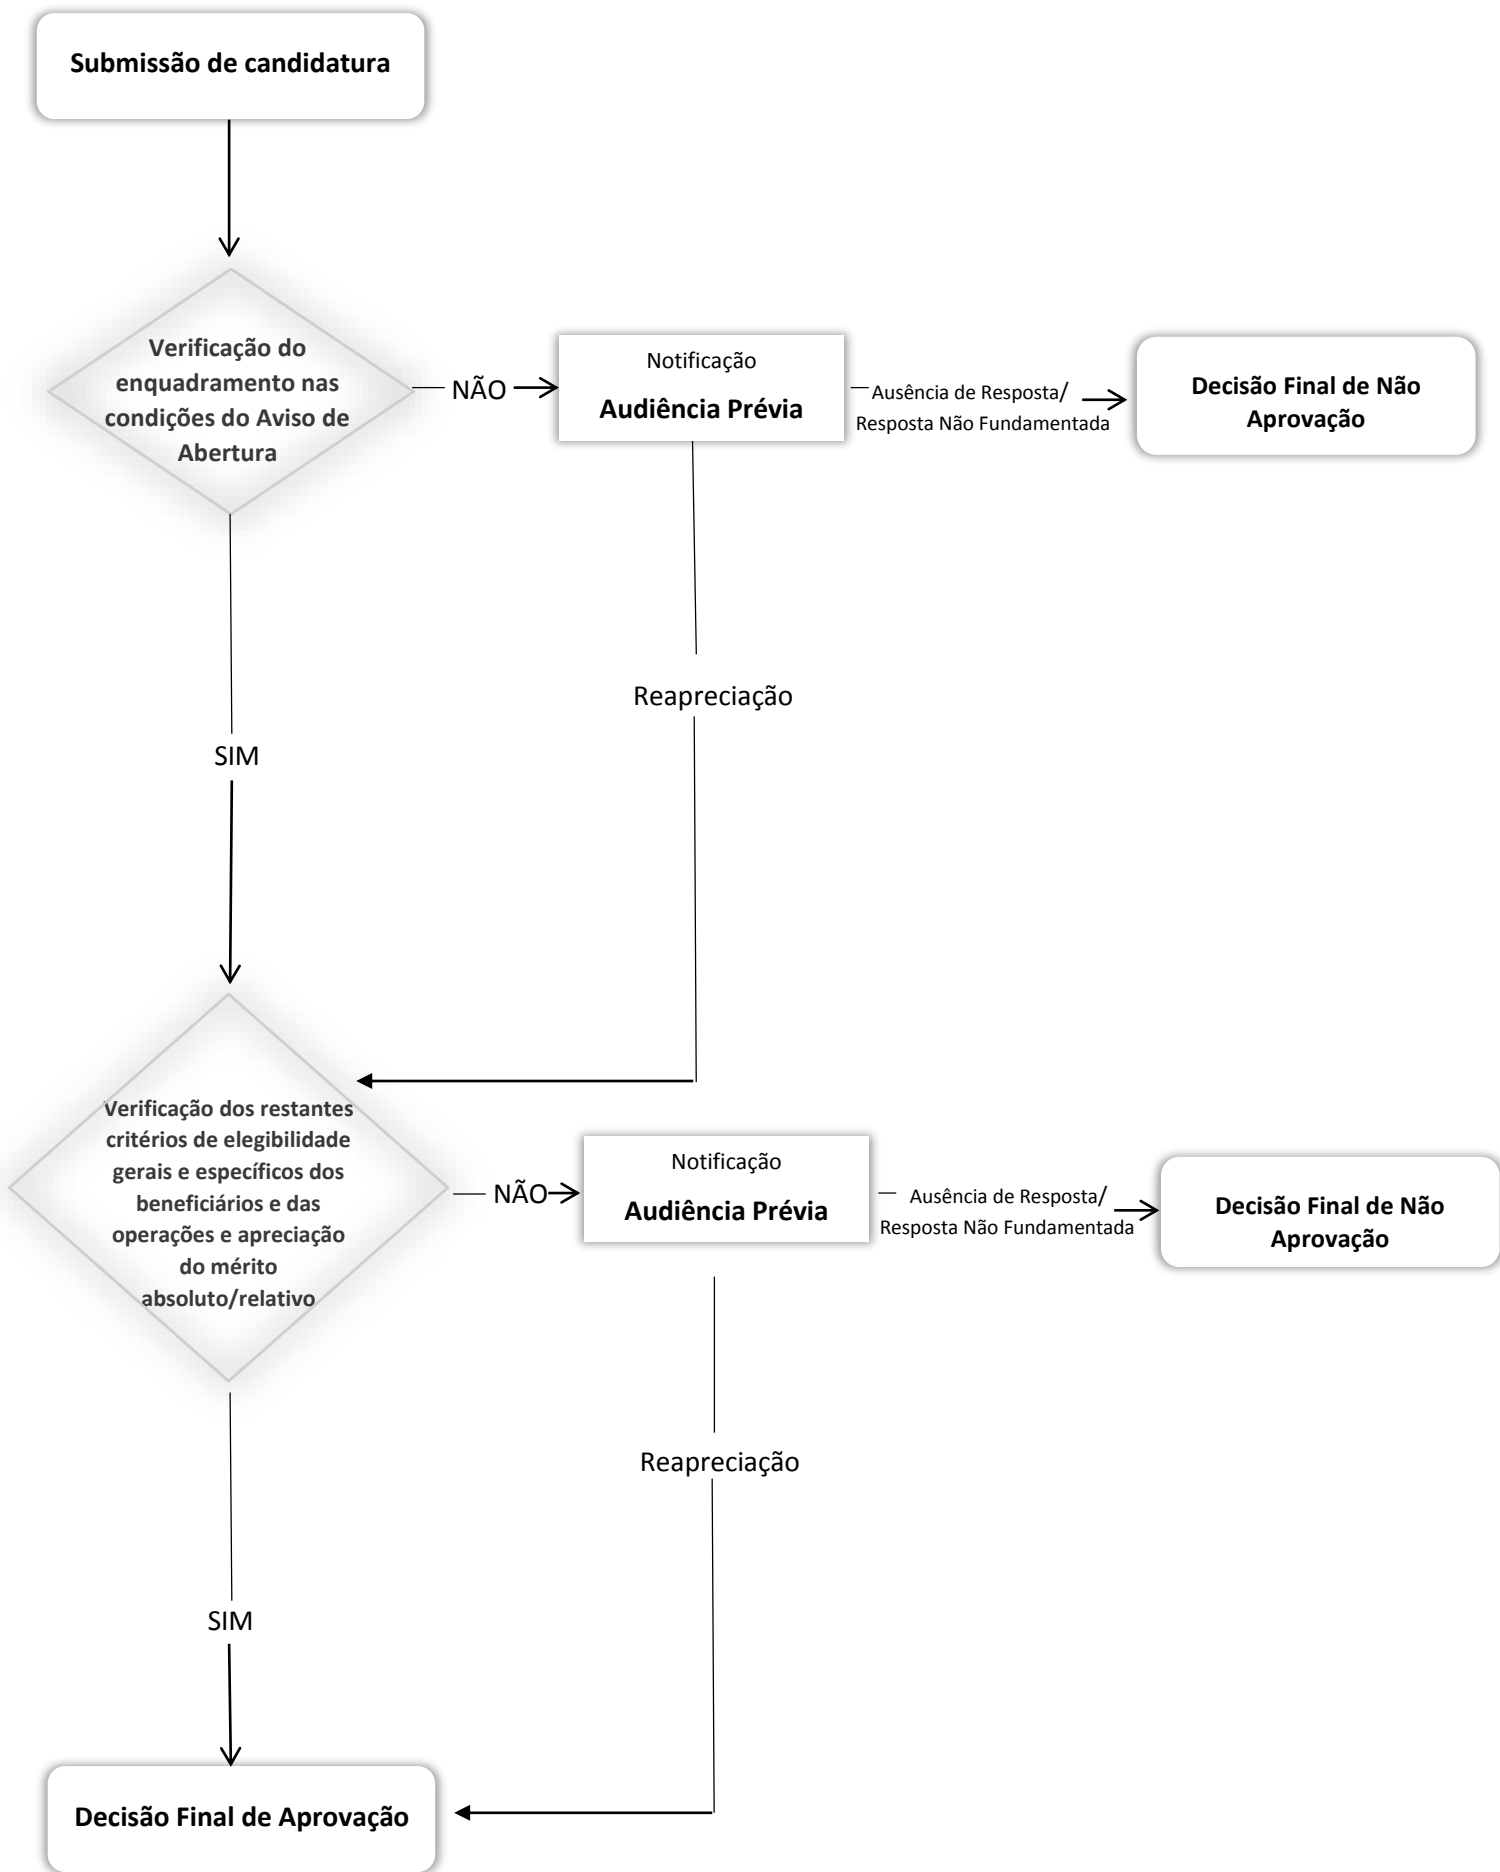 Submissão de candidatura
Verificação do
enquadramento nas
condições do Aviso de
Abertura
NÃO
Notificação
Audiência Prévia
Ausência de Resposta/
Resposta Não Fundamentada
Decisão Final de Não
Aprovação
Reapreciação
SIM
Verificação dos restantes
critérios de elegibilidade
gerais e específicos dos
beneficiários e das
operações e apreciação
do mérito
absoluto/relativo
NÃO
Notificação
Audiência Prévia
Ausência de Resposta/
Resposta Não Fundamentada
Decisão Final de Não
Aprovação
Reapreciação
SIM
Decisão Final de Aprovação